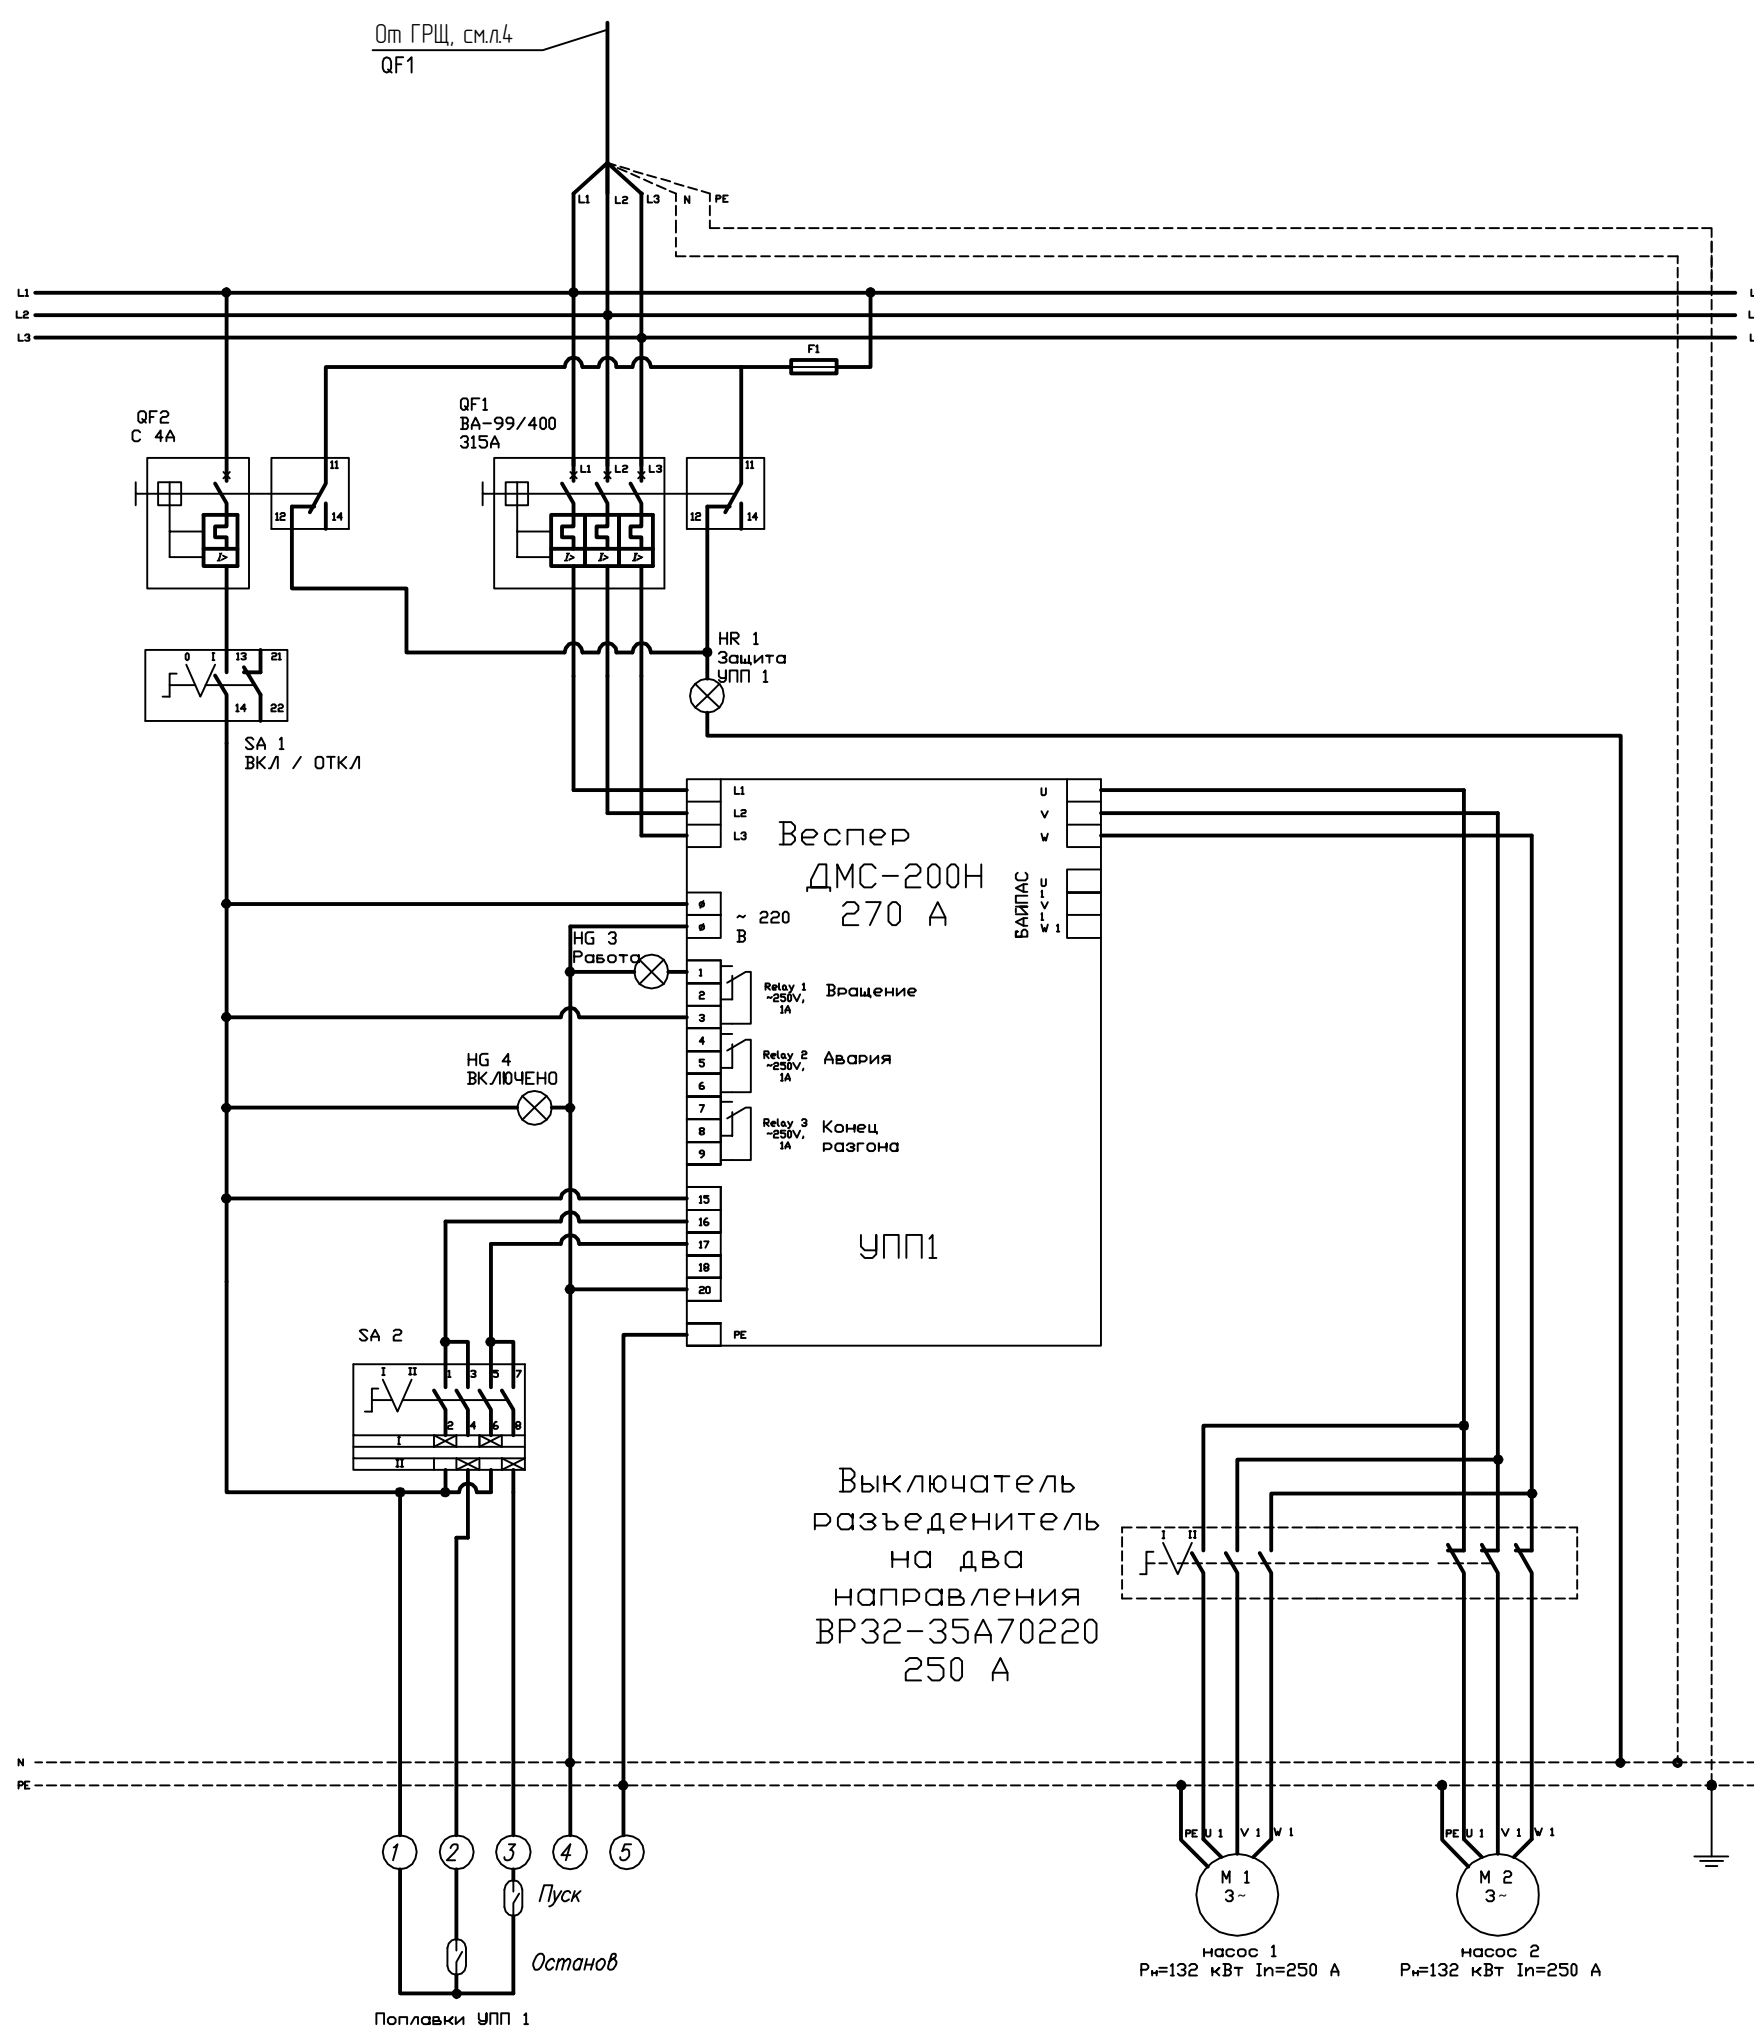 От ГРЩ, см.л.4
QF1
L1
L2
L3
N
PE
L1
L2
L3
F1
QF2
С 4А
QF1
ВА-99/400
315А
11
12
14
L1
L2
L3
I>
I>
I>
I>
11
12
14
0
I
13
21
14
22
SA 1
ВКЛ / ОТКЛ
HR 1
Защита
УПП 1
L1
L2
L3
U
V
W
Веспер
ДМС-200Н
270 А
БАЙПАС
U 1
V 1
W 1
ø
ø
~ 220
В
HG 3
Работа
1
2
3
Relay 1
~250V,
1A
Вращение
4
5
6
Relay 2
~250V,
1A
Авария
HG 4
ВКЛЮЧЕНО
7
8
9
Relay 3
~250V,
1A
Конец
разгона
15
16
17
18
20
УПП1
PE
SA 2
I
II
1
3
5
7
2
4
6
8
I
II
Выключатель
разъеденитель
на два
направления
ВР32-35А70220
250 А
I
II
N
PE
1
2
3
4
5
Пуск
Останов
Поплавки УПП 1
PE
U 1
V 1
W 1
М 1
3~
насос 1
Рн=132 кВт In=250 А
PE
U 1
V 1
W 1
М 2
3~
насос 2
Рн=132 кВт In=250 А